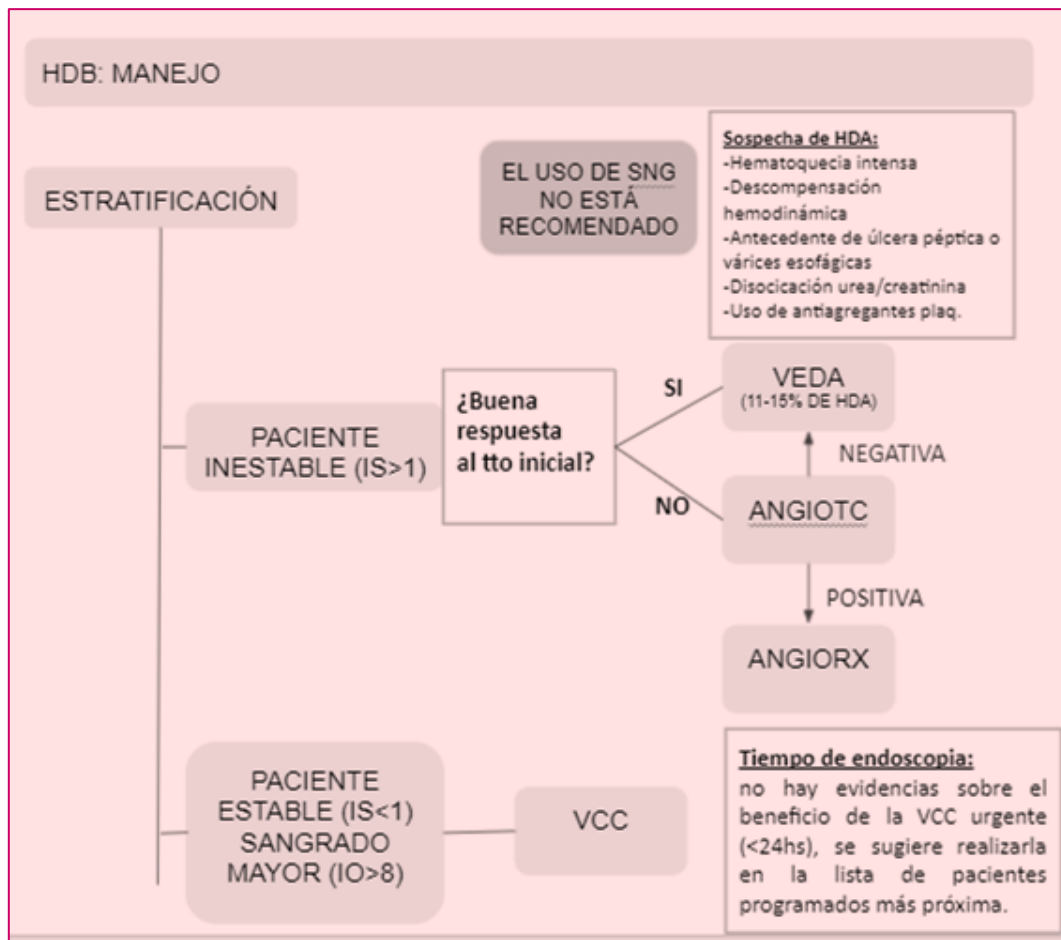 HDB: MANEJO
ESTRATIFICACIÓN
EL USO DE SNG
NO ESTÁ
RECOMENDADO
Sospecha de HDA:
-Hematoquecia intensa
-Descompensación
hemodinámica
-Antecedente de úlcera péptica o
várices esofágicas
-Disocicación urea/creatinina
-Uso de antiagregantes plaq.
PACIENTE
INESTABLE (IS>1)
¿Buena
respuesta
al tto inicial?
SI
VEDA
(11-15% DE HDA)
NEGATIVA
NO
ANGIOTC
POSITIVA
ANGIORX
PACIENTE
ESTABLE (IS<1)
SANGRADO
MAYOR (IO>8)
VCC
Tiempo de endoscopia:
no hay evidencias sobre el
beneficio de la VCC urgente
(<24hs), se sugiere realizarla
en la lista de pacientes
programados más próxima.